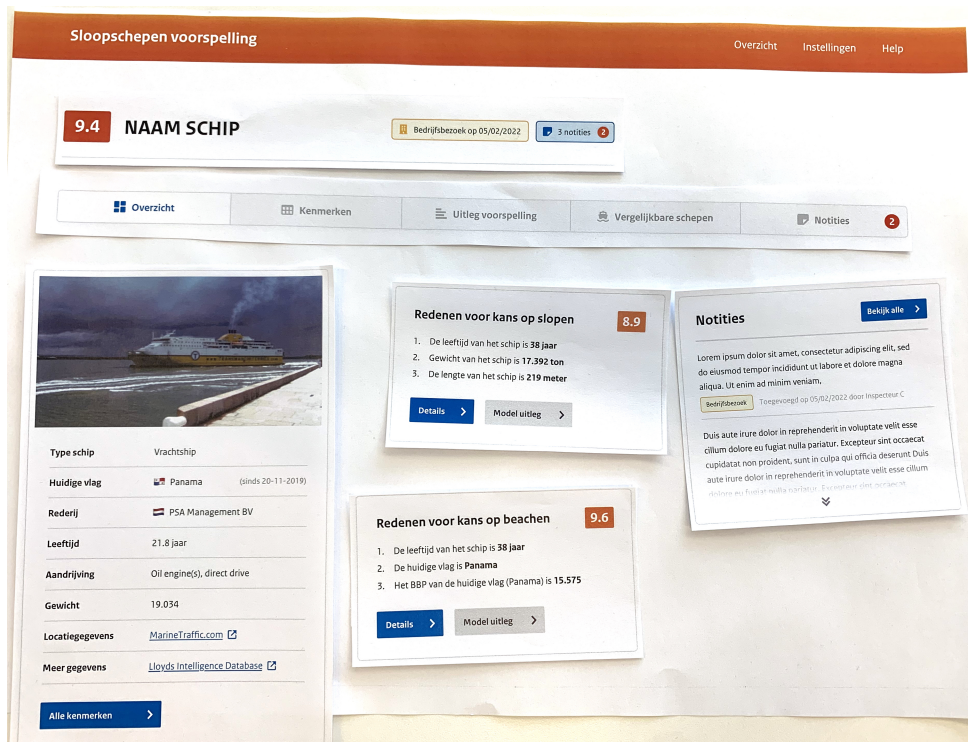 Sloopschepen voorspelling
Overzicht Instellingen Help
9.4 NAAM SCHIP
Bedrijfsbezoek op 05/02/2022
3 notities 2
Overzicht
Kenmerken
Uitleg voorspelling
Vergelijkbare schepen
Notities 2
Type schip Vrachtship
Huidige vlag Panama (sinds 20-11-2019)
Rederij PSA Management BV
Leeftijd 21.8 jaar
Aandrijving Oil engine(s), direct drive
Gewicht 19.034
Locatiegegevens MarineTraffic.com
Meer gegevens Lloyds Intelligence Database
Alle kenmerken
Redenen voor kans op slopen 8.9
1. De leeftijd van het schip is 38 jaar
2. Gewicht van het schip is 17.392 ton
3. De lengte van het schip is 219 meter
Details
Model uitleg
Redenen voor kans op beachen 9.6
1. De leeftijd van het schip is 38 jaar
2. De huidige vlag is Panama
3. Het BBP van de huidige vlag (Panama) is 15.575
Details
Model uitleg
Notities
Bekijk alle
Lorem ipsum dolor sit amet, consectetur adipiscing elit, sed
do eiusmod tempor incididunt ut labore et dolore magna
aliqua. Ut enim ad minim veniam,
Bedrijfsbezoek Toegevoegd op 05/02/2022 door Inspecteur C
Duis aute irure dolor in reprehenderit in voluptate velit esse
cillum dolore eu fugiat nulla pariatur. Excepteur sint occaecat
cupidatat non proident, sunt in culpa qui officia deserunt Duis
aute irure dolor in reprehenderit in voluptate velit esse cillum
dolore eu fugiat nulla pariatur. Excepteur sint occaecat